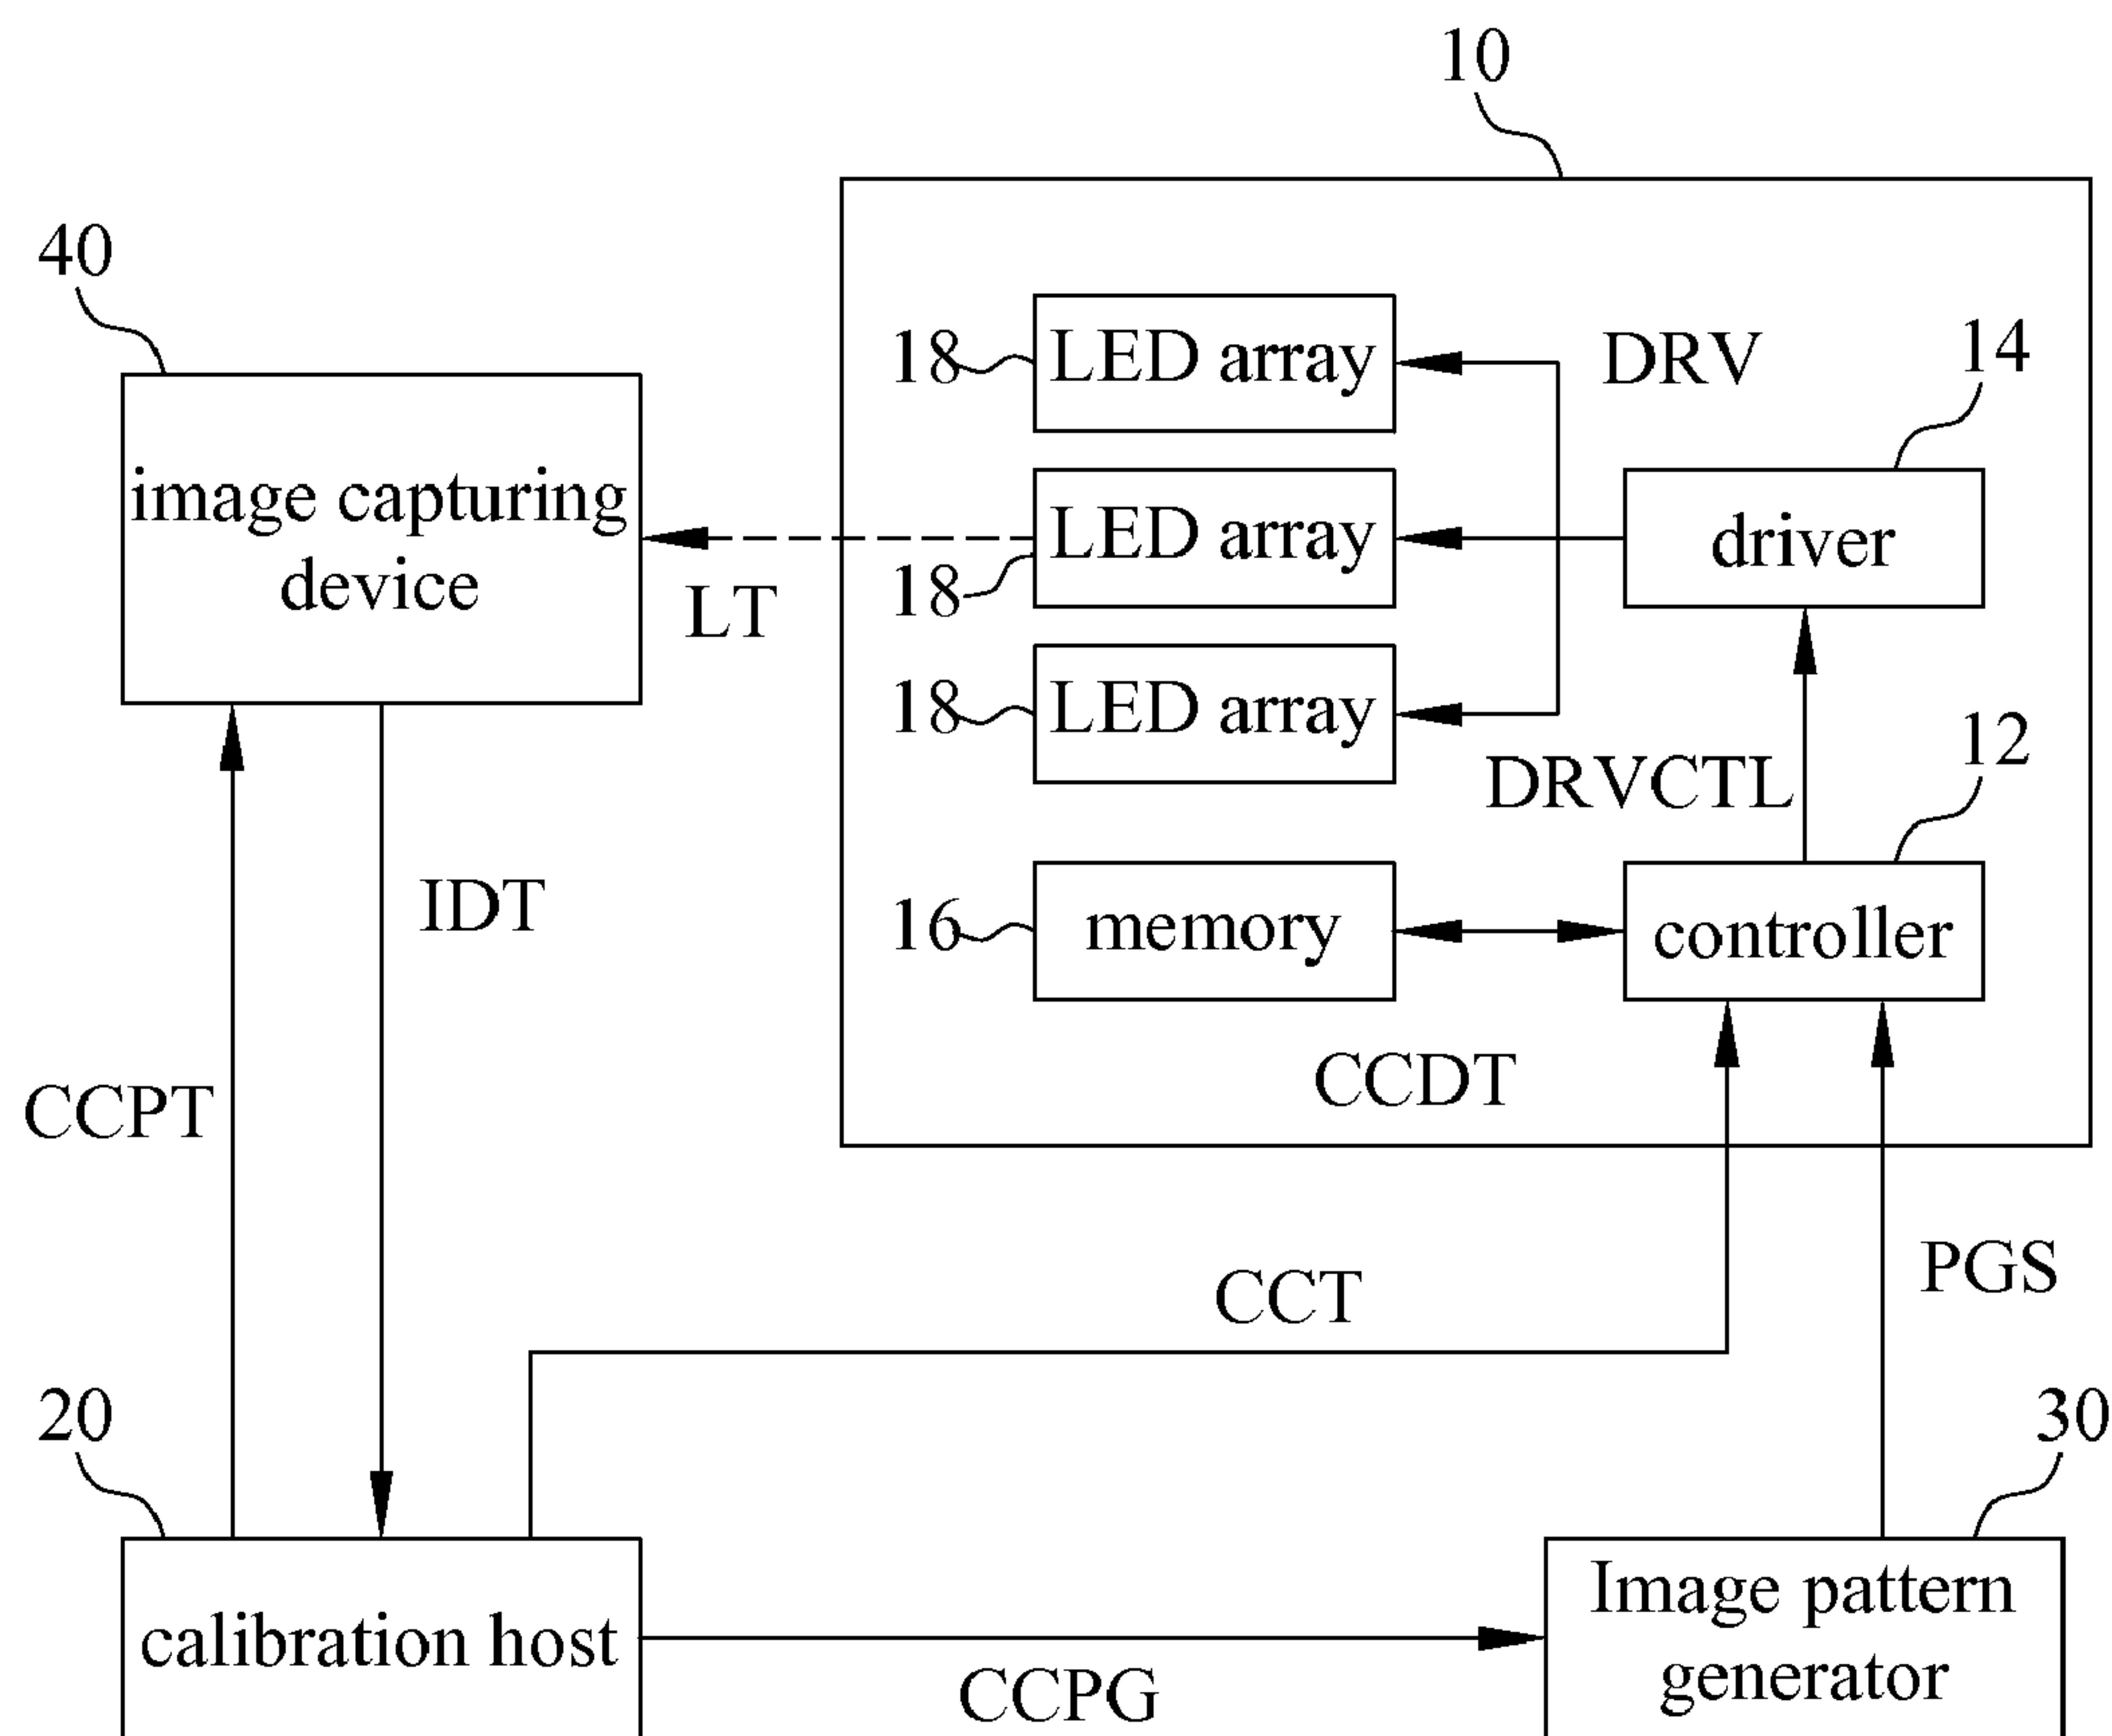 10
40
18 LED array
DRV
14
image capturing
device
LED array
18
driver
LT
18 LED array
DRVCTL
12
IDT
16 memory
controller
CCDT
CCPT
PGS
CCT
20
30
calibration host
Image pattern
generator
CCPG